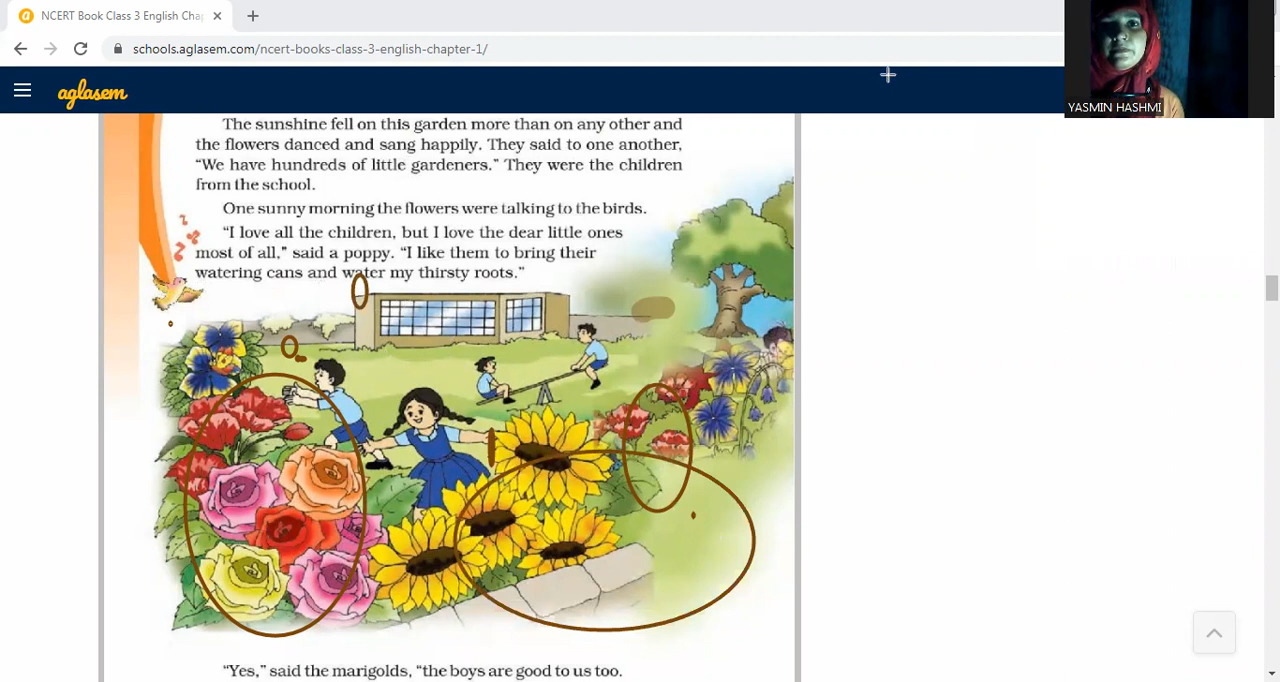 NCERT Book Class 3 English Cha
schools.aglasem.com/ncert-books-class-3-english-chapter-1/
YASMIN HASHMI
aglasem
The sunshine fell on this garden more than on any other and
the flowers danced and sang happily. They said to one another,
“We have hundreds of little gardeners.” They were the children
from the school.
One sunny morning the flowers were talking to the birds.
“I love all the children, but I love the dear little ones
most of all,” said a poppy. “I like them to bring their
watering cans and water my thirsty roots.”
“Yes,” said the marigolds, “the boys are good to us too.